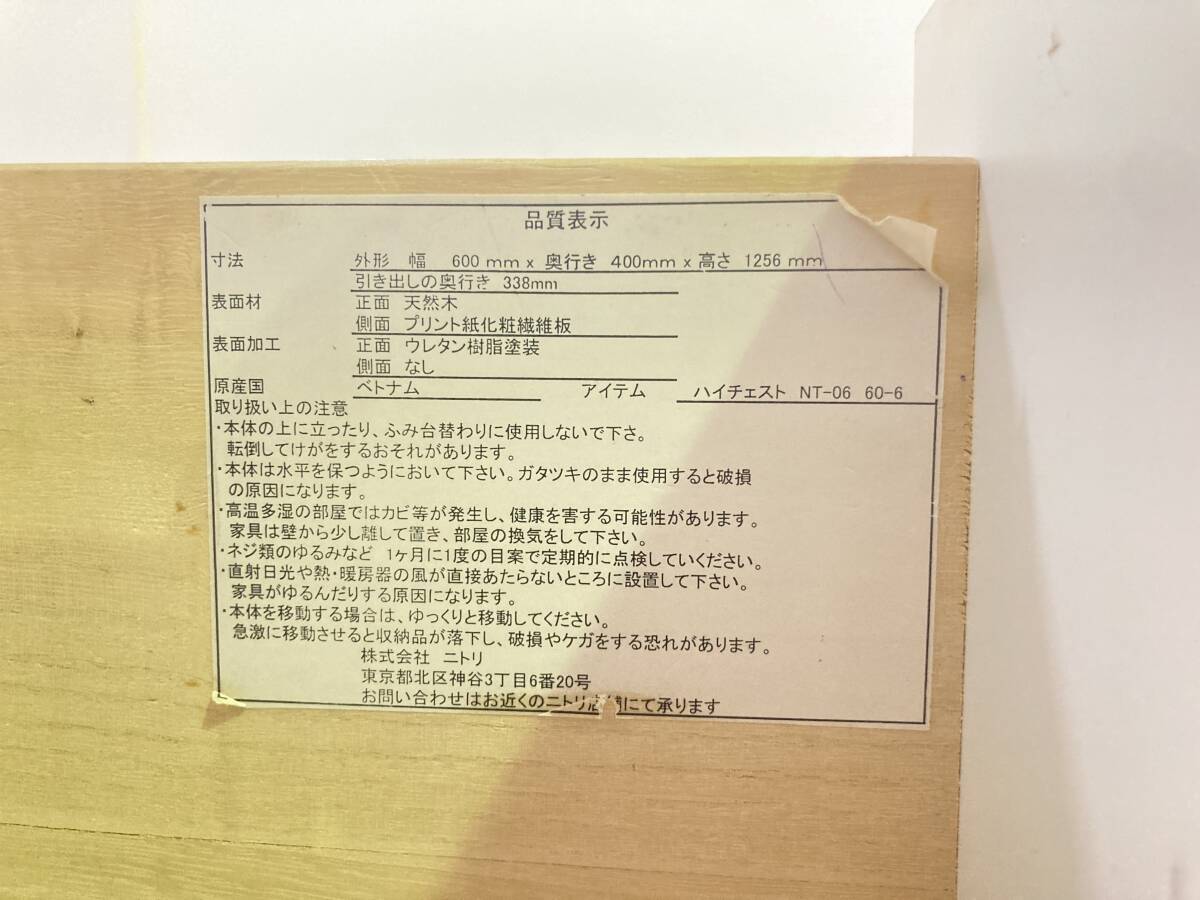 品質表示
寸法 外形 幅 600 mm x 奥行き 400mm x 高さ 1256 mm
引き出しの奥行き 338mm
表面材 正面 天然木
側面 プリント紙化粧繊維板
表面加工 正面 ウレタン樹脂塗装
側面 なし
原産国 ベトナム アイテム ハイチェスト NT-06 60-6
取り扱い上の注意
・本体の上に立ったり、ふみ台替わりに使用しないで下さ。
転倒してけがをするおそれがあります。
・本体は水平を保つようにおいて下さい。ガタツキのまま使用すると破損
の原因になります。
・高温多湿の部屋ではカビ等が発生し、健康を害する可能性があります。
家具は壁から少し離して置き、部屋の換気をして下さい。
・ネジ類のゆるみなど 1ヶ月に1度の目案で定期的に点検していください。
・直射日光や熱・暖房器の風が直接あたらないところに設置して下さい。
家具がゆるんだりする原因になります。
・本体を移動する場合は、ゆっくりと移動してください。
急激に移動させると収納品が落下し、破損やケガをする恐れがあります。
株式会社 ニトリ
東京都北区神谷3丁目6番20号
お問い合わせはお近くのニトリ店舗にて承ります